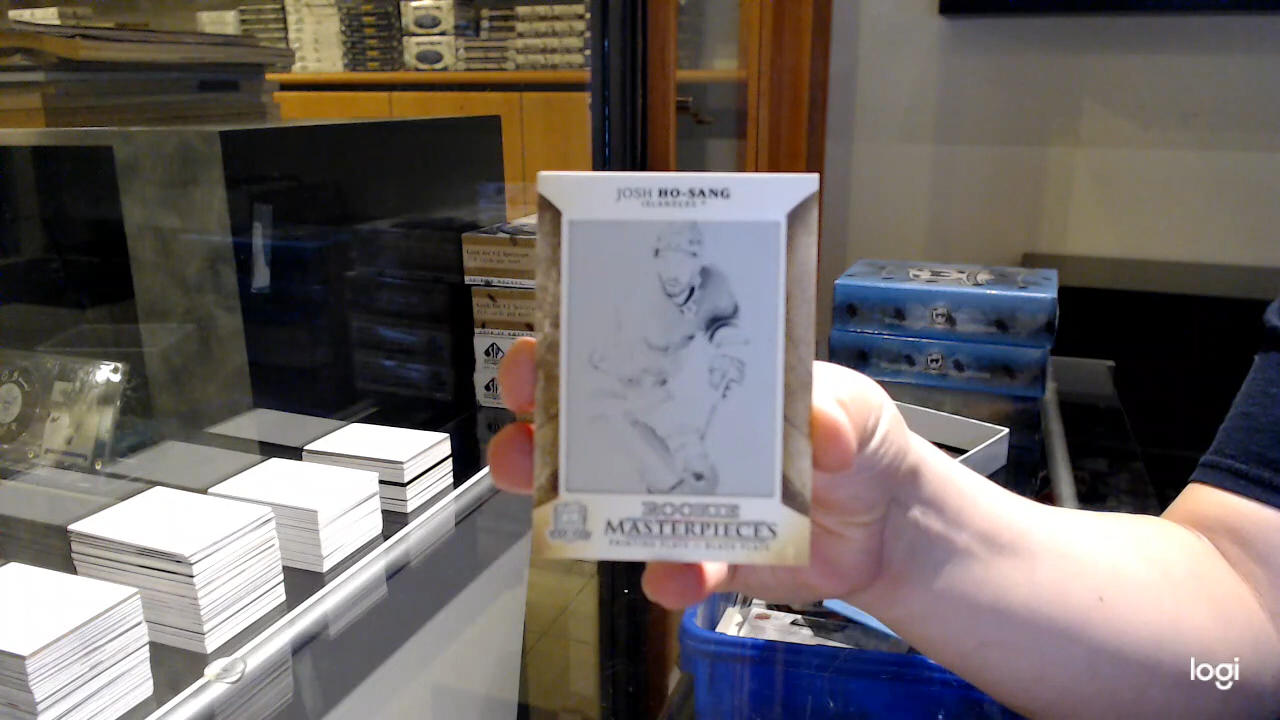 JOSH HO-SANG
ISLANDERS
ROOKIE
MASTERPIECES
PRINTING PLATE - BLACK PLATE
logi